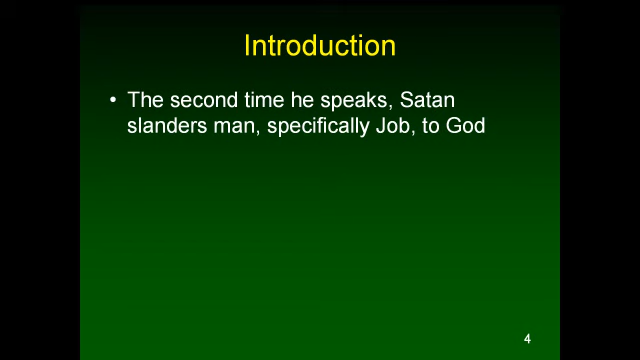 Introduction
• The second time he speaks, Satan
slanders man, specifically Job, to God
4